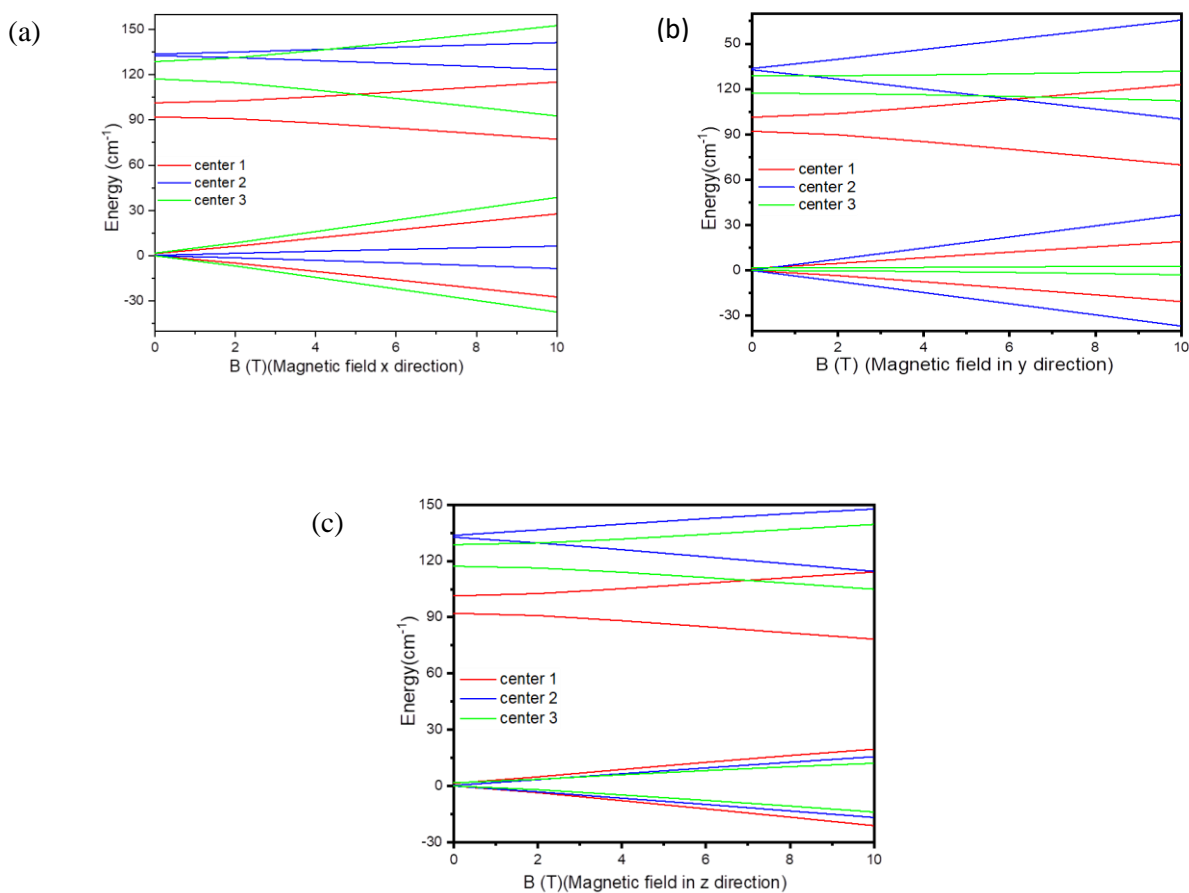 (a)
150
120
90
60
30
0
-30
Energy (cm⁻¹)
center 1
center 2
center 3
0 2 4 6 8 10
B (T)(Magnetic field x direction)
(b)
50
120
90
60
30
0
-30
Energy(cm⁻¹)
center 1
center 2
center 3
0 2 4 6 8 10
B (T) (Magnetic field in y direction)
(c)
150
120
90
60
30
0
-30
Energy(cm⁻¹)
center 1
center 2
center 3
0 2 4 6 8 10
B (T)(Magnetic field in z direction)